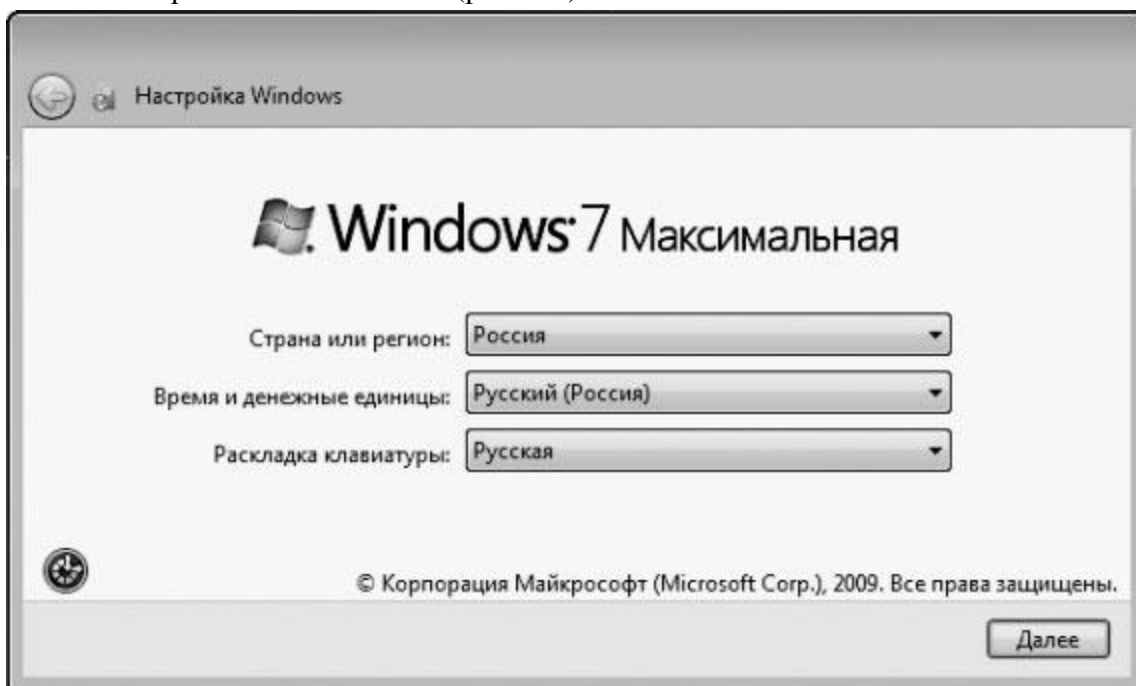 Настройка Windows
Windows 7 Максимальная
Страна или регион: Россия
Время и денежные единицы: Русский (Россия)
Раскладка клавиатуры: Русская
© Корпорация Майкрософт (Microsoft Corp.), 2009. Все права защищены.
Далее